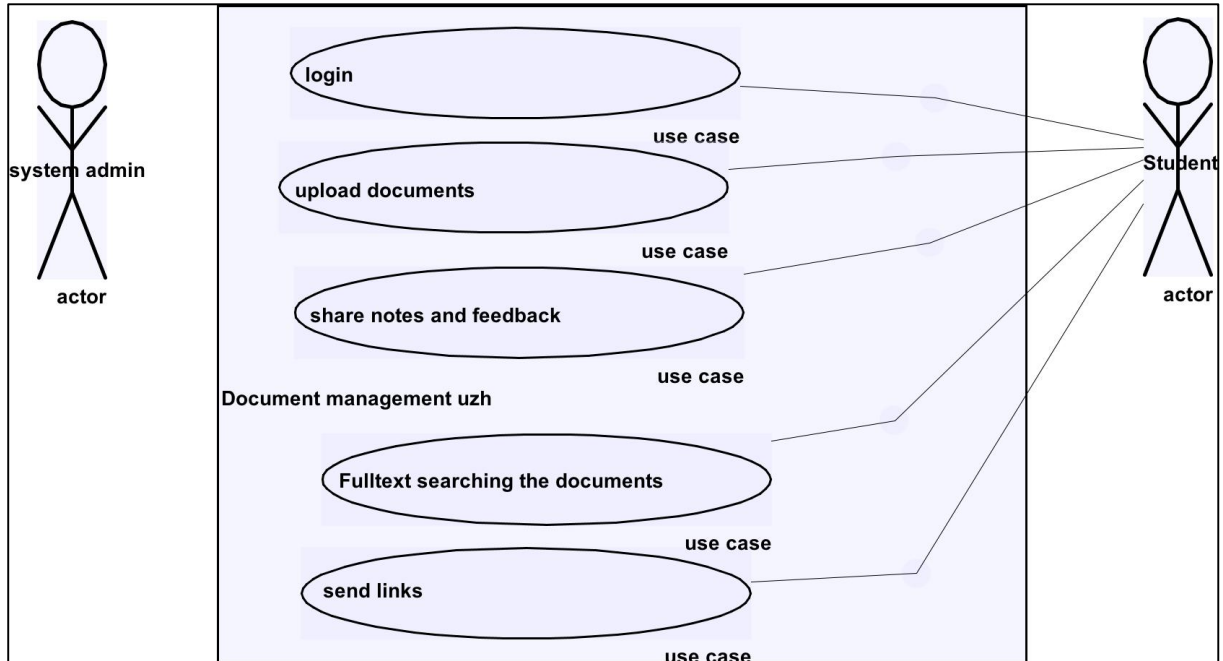 login
use case
system admin
Student
upload documents
use case
actor
actor
share notes and feedback
use case
Document management uzh
Fulltext searching the documents
use case
send links
use case